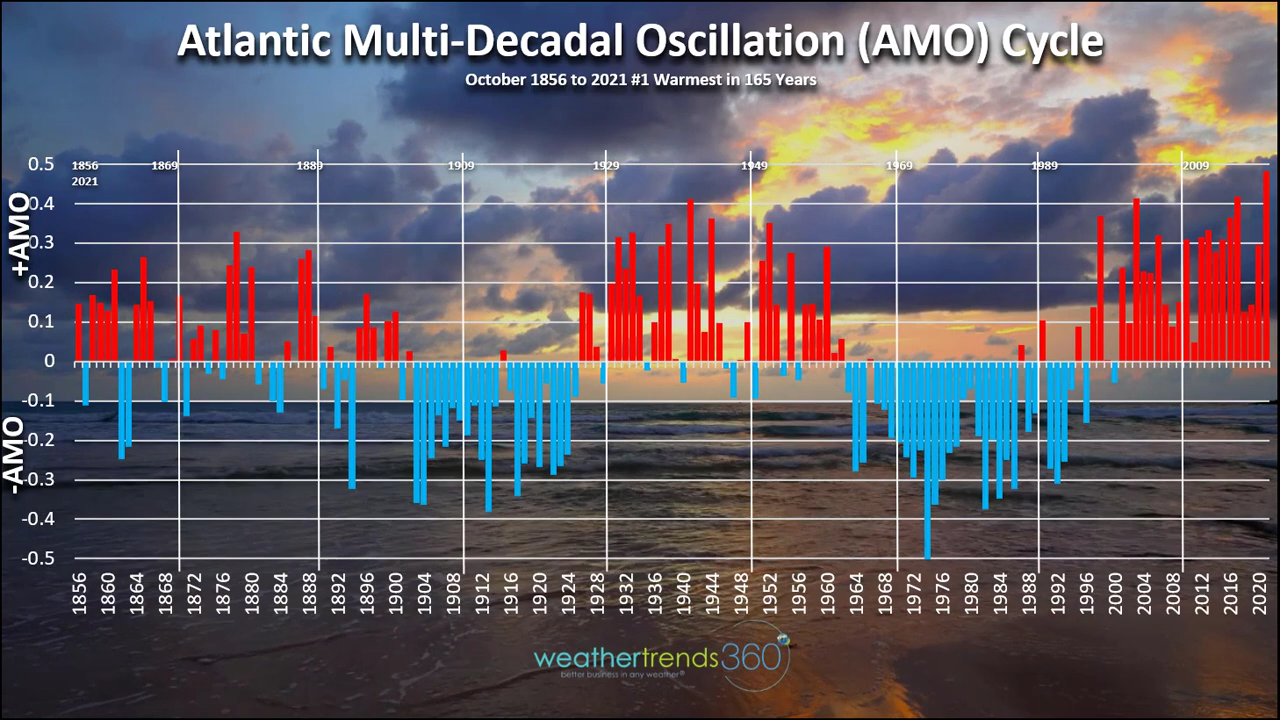 Atlantic Multi-Decadal Oscillation (AMO) Cycle
October 1856 to 2021 #1 Warmest in 165 Years
1856 1869 1889 1909 1929 1949 1969 1989 2009
2021
+AMO
-AMO
0.5
0.4
0.3
0.2
0.1
0
-0.1
-0.2
-0.3
-0.4
-0.5
1856 1860 1864 1868 1872 1876 1880 1884 1888 1892 1896 1900 1904 1908 1912 1916 1920 1924 1928 1932 1936 1940 1944 1948 1952 1956 1960 1964 1968 1972 1976 1980 1984 1988 1992 1996 2000 2004 2008 2012 2016 2020
weathertrends360
better business in any weather®